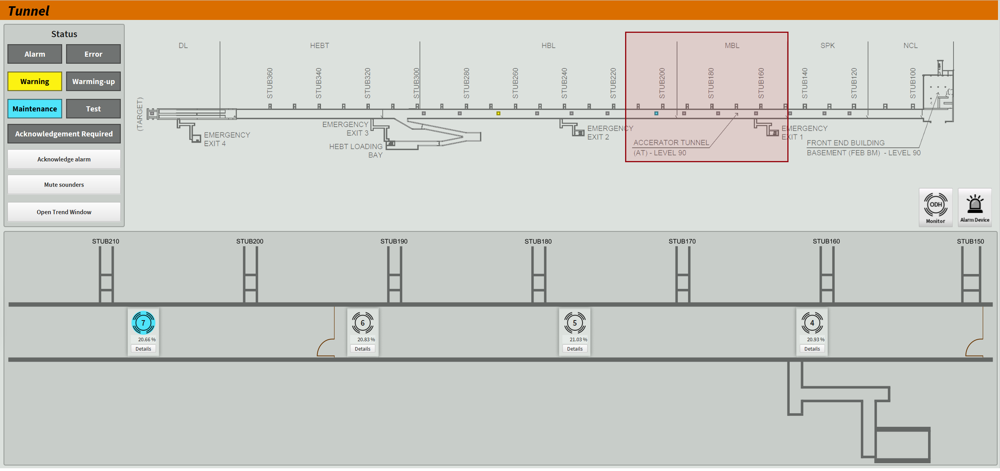 Tunnel
Status
Alarm
Error
Warning
Warming-up
Maintenance
Test
Acknowledgement Required
Acknowledge alarm
Mute sounders
Open Trend Window
DL
HEBT
HBL
MBL
SPK
NCL
(TARGET)
STUB360
STUB340
STUB320
STUB300
STUB280
STUB260
STUB240
STUB220
STUB200
STUB180
STUB160
STUB140
STUB120
STUB100
EMERGENCY
EXIT 4
EMERGENCY
EXIT 3
HEBT LOADING
BAY
EMERGENCY
EXIT 2
ACCERATOR TUNNEL
(AT) - LEVEL 90
EMERGENCY
EXIT 1
FRONT END BUILDING
BASEMENT (FEB BM) - LEVEL 90
ODH
Monitor
Alarm Device
STUB210
STUB200
STUB190
STUB180
STUB170
STUB160
STUB150
7
20.66 %
Details
6
20.83 %
Details
5
21.03 %
Details
4
20.93 %
Details